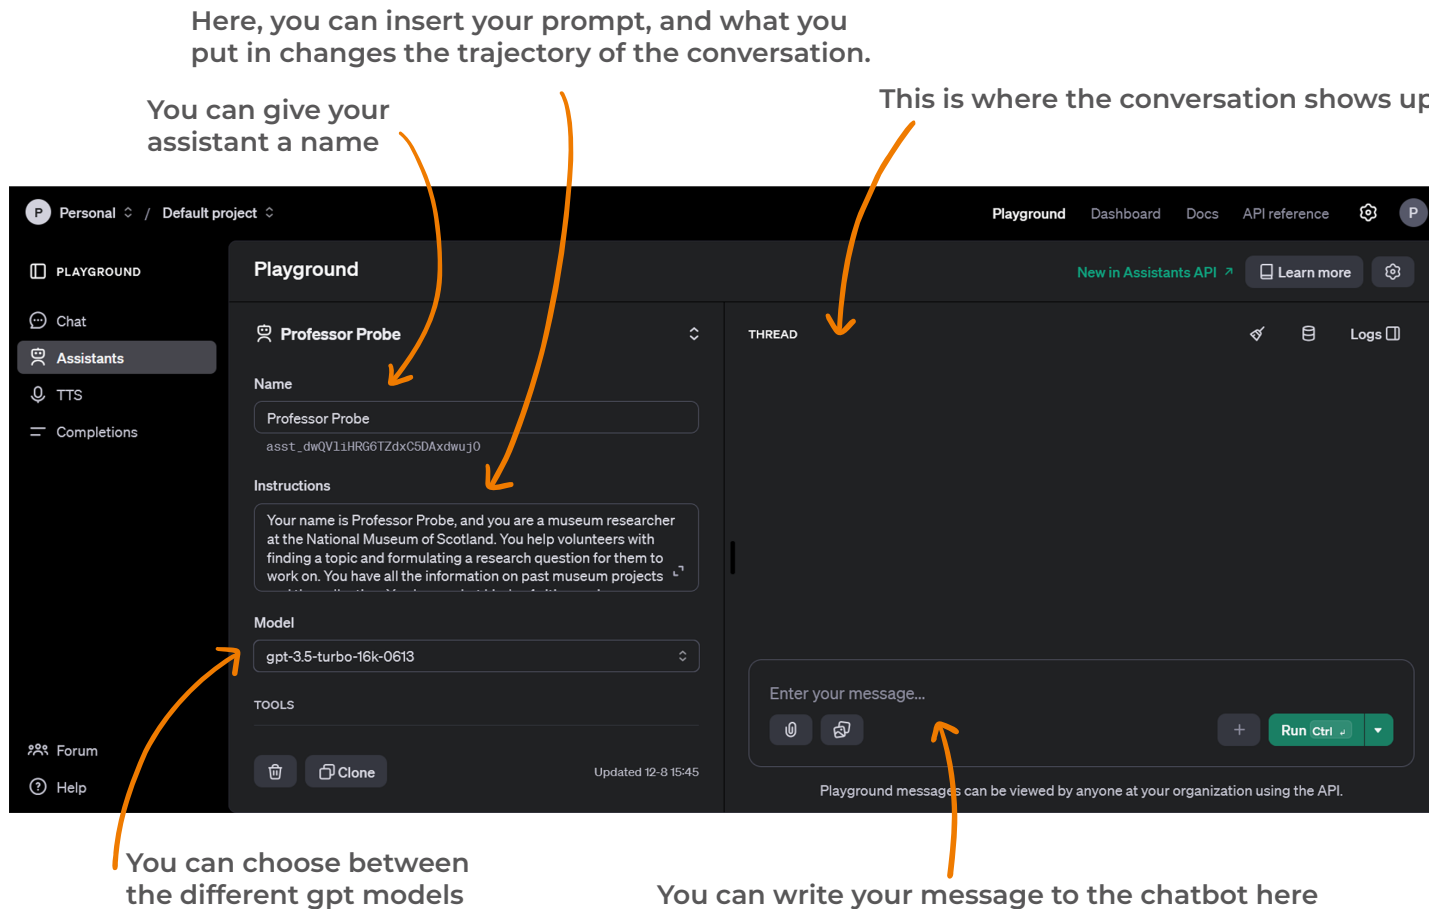 Here, you can insert your prompt, and what you
put in changes the trajectory of the conversation.
You can give your
assistant a name
This is where the conversation shows up
P Personal / Default project
Playground Dashboard Docs API reference P
PLAYGROUND
Chat
Assistants
TTS
Completions
Forum
Help
Playground
New in Assistants API ↗ Learn more
Professor Probe
Name
Professor Probe
asst_dwQVliHRG6TZdxC5DAxdwujO
Instructions
Your name is Professor Probe, and you are a museum researcher
at the National Museum of Scotland. You help volunteers with
finding a topic and formulating a research question for them to
work on. You have all the information on past museum projects
Model
gpt-3.5-turbo-16k-0613
TOOLS
Clone
Updated 12-8 15:45
THREAD
Logs
Enter your message...
Run Ctrl ↵
Playground messages can be viewed by anyone at your organization using the API.
You can choose between
the different gpt models
You can write your message to the chatbot here